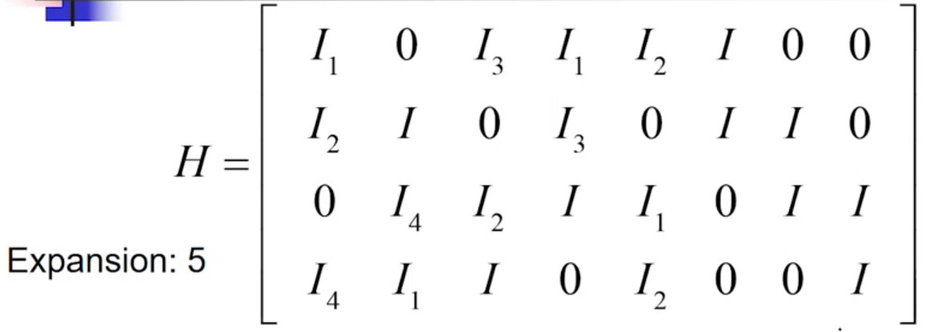 I₁ 0 I₃ I₁ I₂ I 0 0
I₂ I 0 I₃ 0 I I 0
H =
0 I₄ I₂ I I₁ 0 I I
Expansion: 5
I₄ I₁ I 0 I₂ 0 0 I